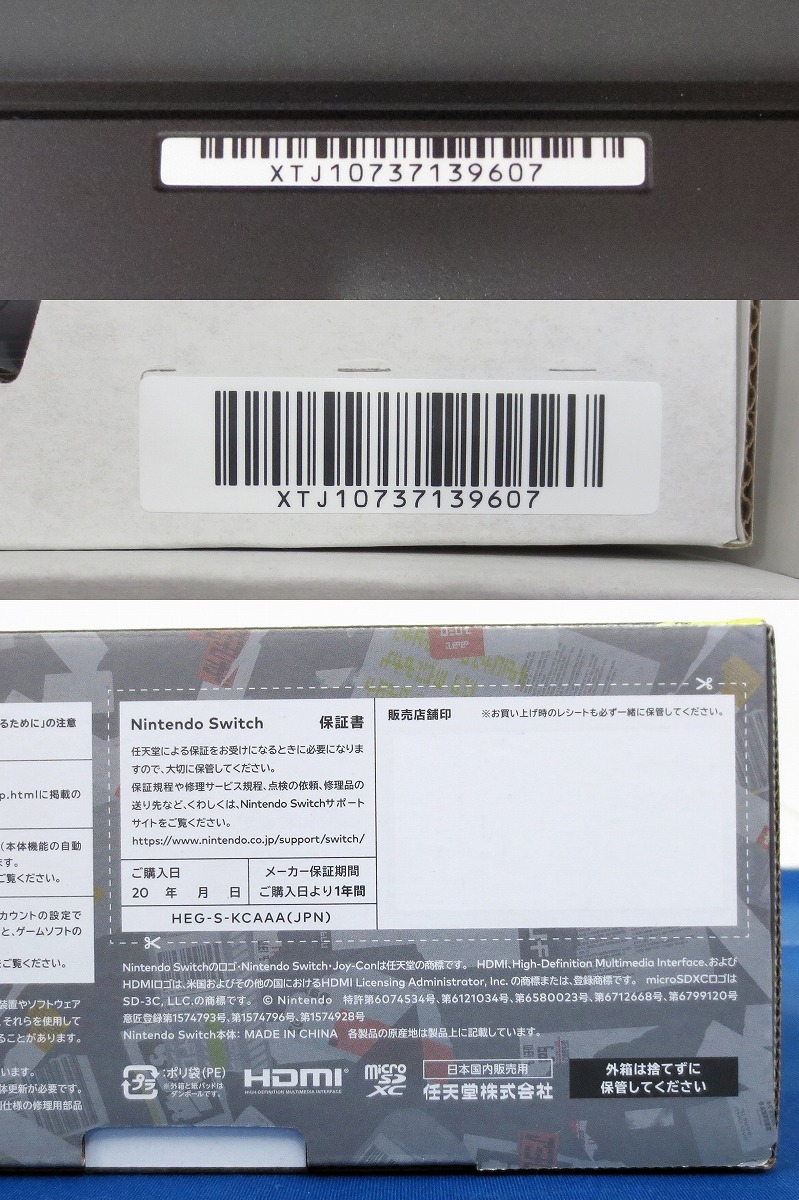 XTJ10737139607
XTJ10737139607
るために」の注意
p.htmlに掲載の
(本体機能の自動
ます。
ご覧ください。
カウントの設定で
と、ゲームソフトの
をご覧ください。
装置やソフトウェア
、それらを使用して
ることがあります。
います。
体更新が必要です。
別仕様の修理用部品
Nintendo Switch 保証書
任天堂による保証をお受けになるときに必要になりま
すので、大切に保管してください。
保証規程や修理サービス規程、点検の依頼、修理品の
送り先など、くわしくは、Nintendo Switchサポート
サイトをご覧ください。
https://www.nintendo.co.jp/support/switch/
ご購入日
20 年 月 日
メーカー保証期間
ご購入日より1年間
HEG-S-KCAAA(JPN)
販売店舗印 ※お買い上げ時のレシートも必ず一緒に保管してください。
Nintendo Switchのロゴ・Nintendo Switch・Joy-Conは任天堂の商標です。 HDMI、High-Definition Multimedia Interface、および
HDMIロゴは、米国およびその他の国におけるHDMI Licensing Administrator, Inc. の商標または、登録商標です。 microSDXCロゴは
SD-3C, LLC.の商標です。 © Nintendo 特許第6074534号、第6121034号、第6580023号、第6712668号、第6799120号
意匠登録第1574793号、第1574796号、第1574928号
Nintendo Switch本体: MADE IN CHINA 各製品の原産地は製品上に記載しています。
プラ :ポリ袋(PE)
※外箱と紙パッドは
ダンボールです。
HDMI
HIGH-DEFINITION MULTIMEDIA INTERFACE
micro SD XC
日本国内販売用
任天堂株式会社
外箱は捨てずに
保管してください